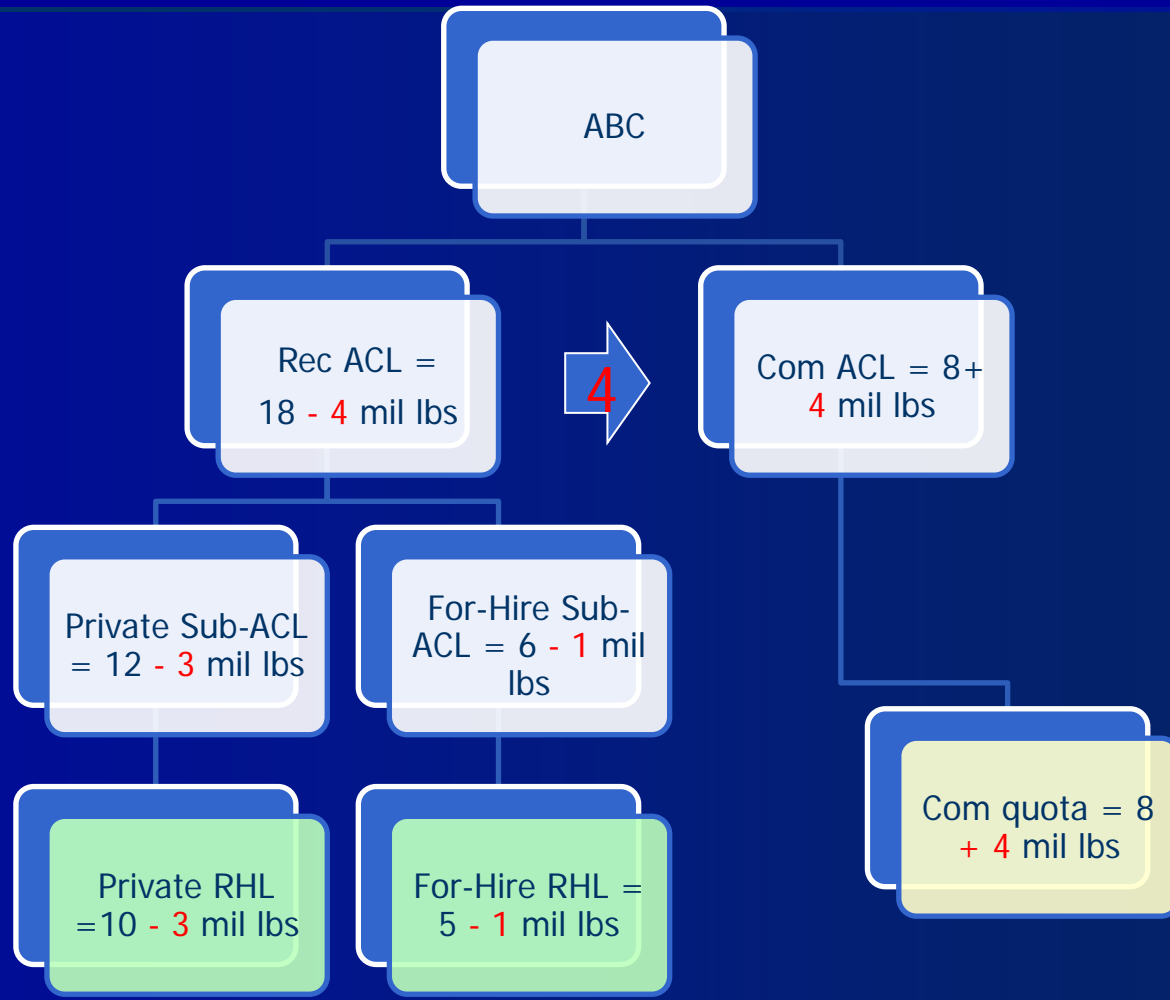 ABC
Rec ACL =
18 - 4 mil lbs
4
Com ACL = 8+
4 mil lbs
Private Sub-ACL
= 12 - 3 mil lbs
For-Hire Sub-
ACL = 6 - 1 mil
lbs
Com quota = 8
+ 4 mil lbs
Private RHL
=10 - 3 mil lbs
For-Hire RHL =
5 - 1 mil lbs